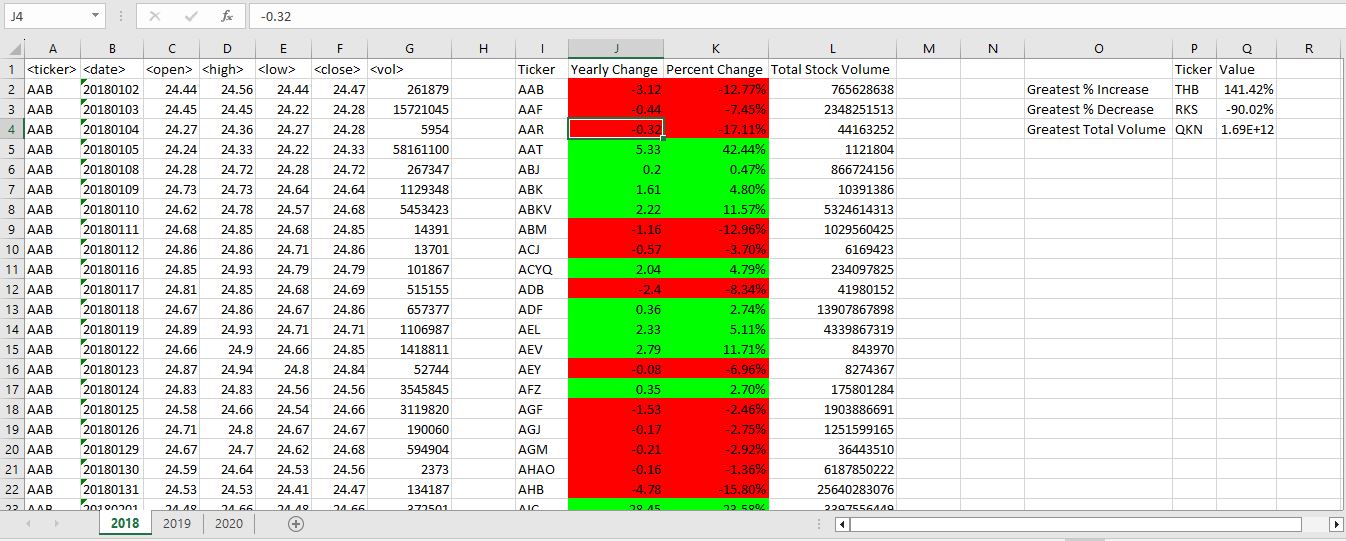 J4 fx -0.32
A B C D E F G H I J K L M N O P Q R
1 <ticker> <date> <open> <high> <low> <close> <vol> Ticker Yearly Change Percent Change Total Stock Volume Ticker Value
2 AAB 20180102 24.44 24.56 24.44 24.47 261879 AAB -3.12 -12.77% 765628638 Greatest % Increase THB 141.42%
3 AAB 20180103 24.45 24.45 24.22 24.28 15721045 AAF -0.44 -7.45% 2348251513 Greatest % Decrease RKS -90.02%
4 AAB 20180104 24.27 24.36 24.27 24.28 5954 AAR -0.32 -17.11% 44163252 Greatest Total Volume QKN 1.69E+12
5 AAB 20180105 24.24 24.33 24.22 24.33 58161100 AAT 5.33 42.44% 1121804
6 AAB 20180108 24.28 24.72 24.28 24.72 267347 ABJ 0.2 0.47% 866724156
7 AAB 20180109 24.73 24.73 24.64 24.64 1129348 ABK 1.61 4.80% 10391386
8 AAB 20180110 24.62 24.78 24.57 24.68 5453423 ABKV 2.22 11.57% 5324614313
9 AAB 20180111 24.68 24.85 24.68 24.85 14391 ABM -1.16 -12.96% 1029560425
10 AAB 20180112 24.86 24.86 24.71 24.86 13701 ACJ -0.57 -3.70% 6169423
11 AAB 20180116 24.85 24.93 24.79 24.79 101867 ACYQ 2.04 4.79% 234097825
12 AAB 20180117 24.81 24.85 24.68 24.69 515155 ADB -2.4 -8.34% 41980152
13 AAB 20180118 24.67 24.86 24.67 24.86 657377 ADF 0.36 2.74% 13907867898
14 AAB 20180119 24.89 24.93 24.71 24.71 1106987 AEL 2.33 5.11% 4339867319
15 AAB 20180122 24.66 24.9 24.66 24.85 1418811 AEV 2.79 11.71% 843970
16 AAB 20180123 24.87 24.94 24.8 24.84 52744 AEY -0.08 -6.96% 8274367
17 AAB 20180124 24.83 24.83 24.56 24.56 3545845 AFZ 0.35 2.70% 175801284
18 AAB 20180125 24.58 24.66 24.54 24.66 3119820 AGF -1.53 -2.46% 1903886691
19 AAB 20180126 24.71 24.8 24.67 24.67 190060 AGJ -0.17 -2.75% 1251599165
20 AAB 20180129 24.67 24.7 24.62 24.68 594904 AGM -0.21 -2.92% 36443510
21 AAB 20180130 24.59 24.64 24.53 24.56 2373 AHAO -0.16 -1.36% 6187850222
22 AAB 20180131 24.53 24.53 24.41 24.47 134187 AHB -4.78 -15.80% 25640283076
23 AAB 20180201 24.48 24.66 24.48 24.66 372501 AIC 28.45 23.58% 3397556449
2018 2019 2020